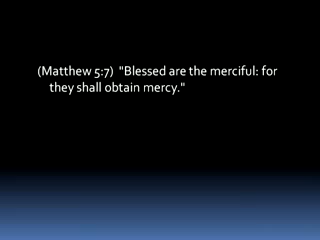 (Matthew 5:7)  "Blessed are the merciful: for
they shall obtain mercy."